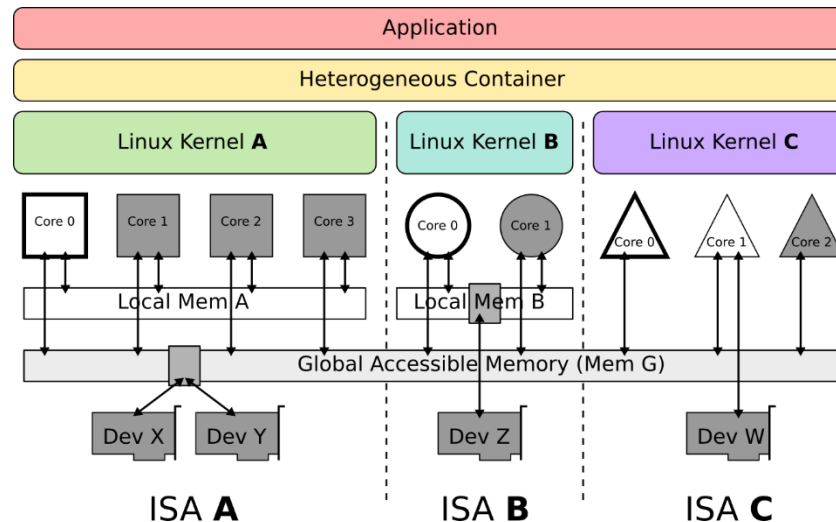 Application
Heterogeneous Container
Linux Kernel A
Linux Kernel B
Linux Kernel C
Core 0
Core 1
Core 2
Core 3
Core 0
Core 1
Core 0
Core 1
Core 2
Local Mem A
Local Mem B
Global Accessible Memory (Mem G)
Dev X
Dev Y
Dev Z
Dev W
ISA A
ISA B
ISA C